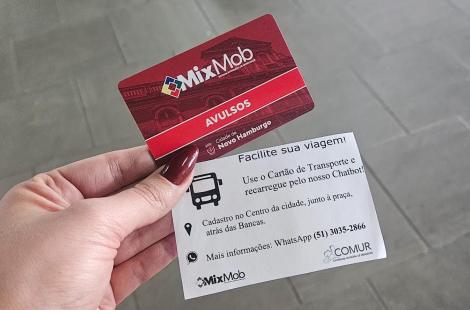 MixMob
AVULSOS
Cidade de
Novo Hamburgo
Facilite sua viagem!
Use o Cartão de Transporte e
recarregue pelo nosso Chatbot!
Cadastro no Centro da cidade, junto à praça,
atrás das Bancas.
Mais informações: WhatsApp (51) 3035-2866
MixMob
COMUR